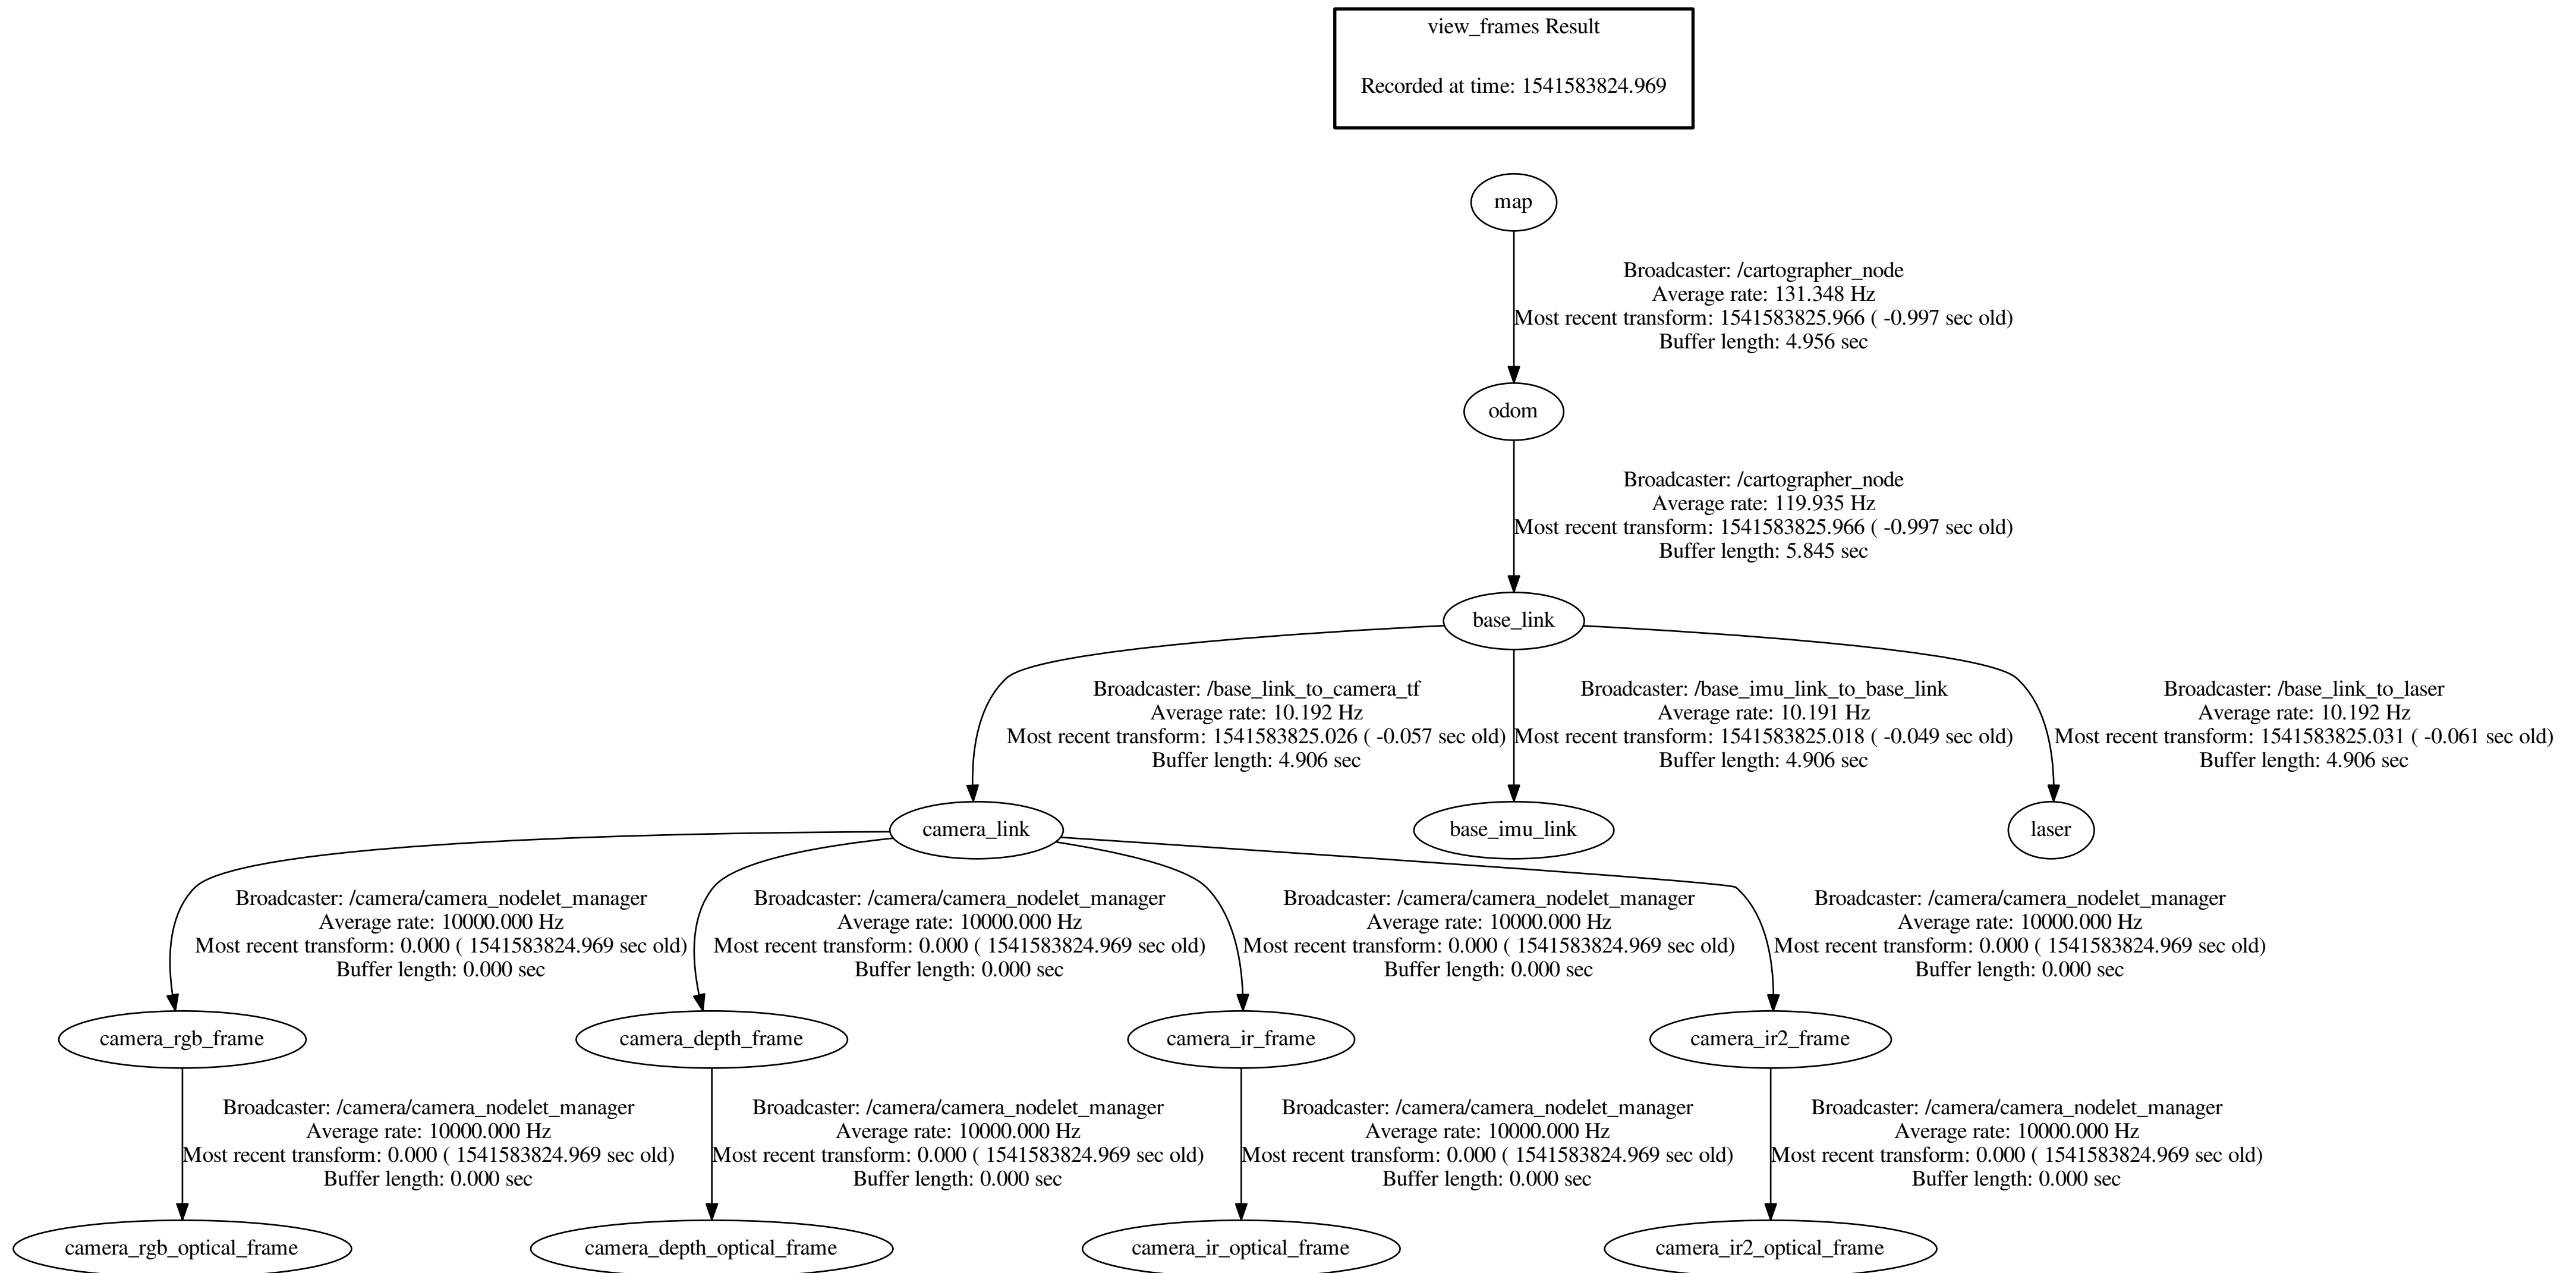 view_frames Result
Recorded at time: 1541583824.969
map
Broadcaster: /cartographer_node
Average rate: 131.348 Hz
Most recent transform: 1541583825.966 ( -0.997 sec old)
Buffer length: 4.956 sec
odom
Broadcaster: /cartographer_node
Average rate: 119.935 Hz
Most recent transform: 1541583825.966 ( -0.997 sec old)
Buffer length: 5.845 sec
base_link
Broadcaster: /base_link_to_camera_tf
Average rate: 10.192 Hz
Most recent transform: 1541583825.026 ( -0.057 sec old)
Buffer length: 4.906 sec
Broadcaster: /base_imu_link_to_base_link
Average rate: 10.191 Hz
Most recent transform: 1541583825.018 ( -0.049 sec old)
Buffer length: 4.906 sec
Broadcaster: /base_link_to_laser
Average rate: 10.192 Hz
Most recent transform: 1541583825.031 ( -0.061 sec old)
Buffer length: 4.906 sec
camera_link
base_imu_link
laser
Broadcaster: /camera/camera_nodelet_manager
Average rate: 10000.000 Hz
Most recent transform: 0.000 ( 1541583824.969 sec old)
Buffer length: 0.000 sec
Broadcaster: /camera/camera_nodelet_manager
Average rate: 10000.000 Hz
Most recent transform: 0.000 ( 1541583824.969 sec old)
Buffer length: 0.000 sec
Broadcaster: /camera/camera_nodelet_manager
Average rate: 10000.000 Hz
Most recent transform: 0.000 ( 1541583824.969 sec old)
Buffer length: 0.000 sec
Broadcaster: /camera/camera_nodelet_manager
Average rate: 10000.000 Hz
Most recent transform: 0.000 ( 1541583824.969 sec old)
Buffer length: 0.000 sec
camera_rgb_frame
camera_depth_frame
camera_ir_frame
camera_ir2_frame
Broadcaster: /camera/camera_nodelet_manager
Average rate: 10000.000 Hz
Most recent transform: 0.000 ( 1541583824.969 sec old)
Buffer length: 0.000 sec
Broadcaster: /camera/camera_nodelet_manager
Average rate: 10000.000 Hz
Most recent transform: 0.000 ( 1541583824.969 sec old)
Buffer length: 0.000 sec
Broadcaster: /camera/camera_nodelet_manager
Average rate: 10000.000 Hz
Most recent transform: 0.000 ( 1541583824.969 sec old)
Buffer length: 0.000 sec
Broadcaster: /camera/camera_nodelet_manager
Average rate: 10000.000 Hz
Most recent transform: 0.000 ( 1541583824.969 sec old)
Buffer length: 0.000 sec
camera_rgb_optical_frame
camera_depth_optical_frame
camera_ir_optical_frame
camera_ir2_optical_frame